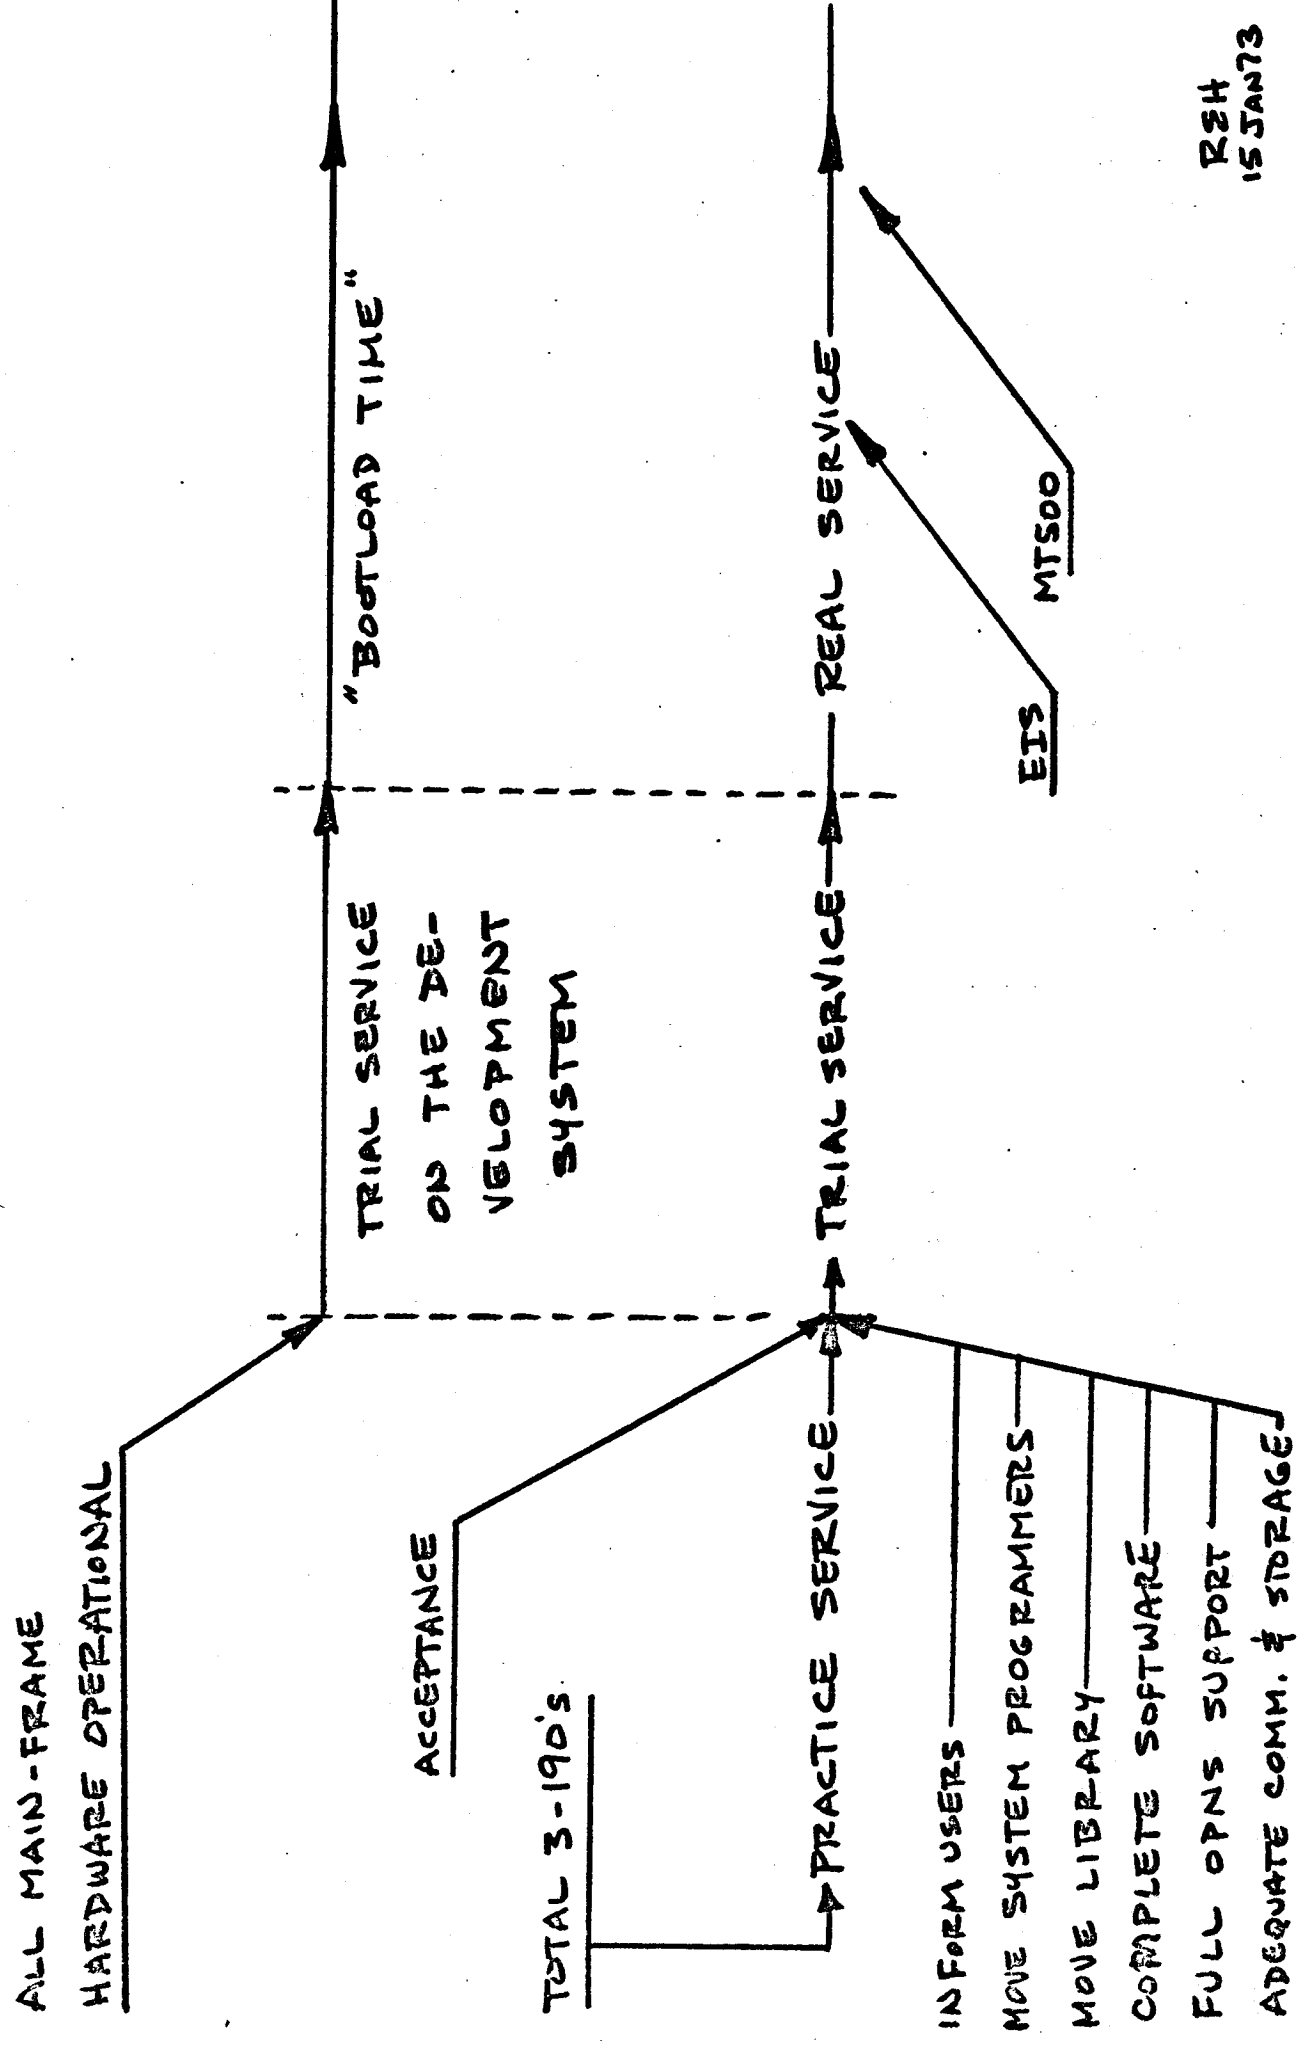 ALL MAIN-FRAME
HARDWARE OPERATIONAL
ACCEPTANCE
TOTAL 3-190's
TRIAL SERVICE
ON THE DE-
VELOPMENT
SYSTEM
"BOOTLOAD TIME"
PRACTICE SERVICE
TRIAL SERVICE
REAL SERVICE
INFORM USERS
MOVE SYSTEM PROGRAMMERS
MOVE LIBRARY
COMPLETE SOFTWARE
FULL OPNS SUPPORT
ADEQUATE COMM. & STORAGE
EIS
MTS500
REH
15 JAN 73